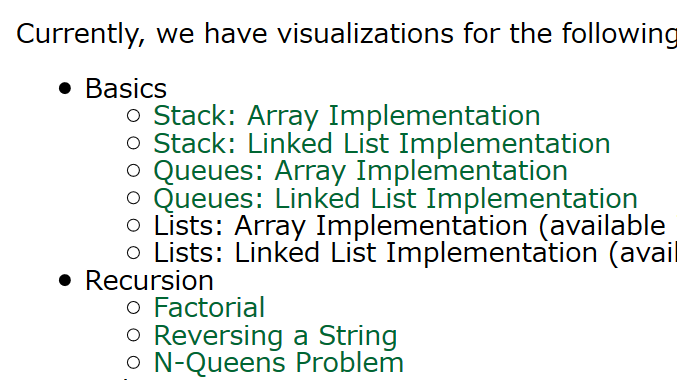 Currently, we have visualizations for the following
Basics
Stack: Array Implementation
Stack: Linked List Implementation
Queues: Array Implementation
Queues: Linked List Implementation
Lists: Array Implementation (available
Lists: Linked List Implementation (avail
Recursion
Factorial
Reversing a String
N-Queens Problem